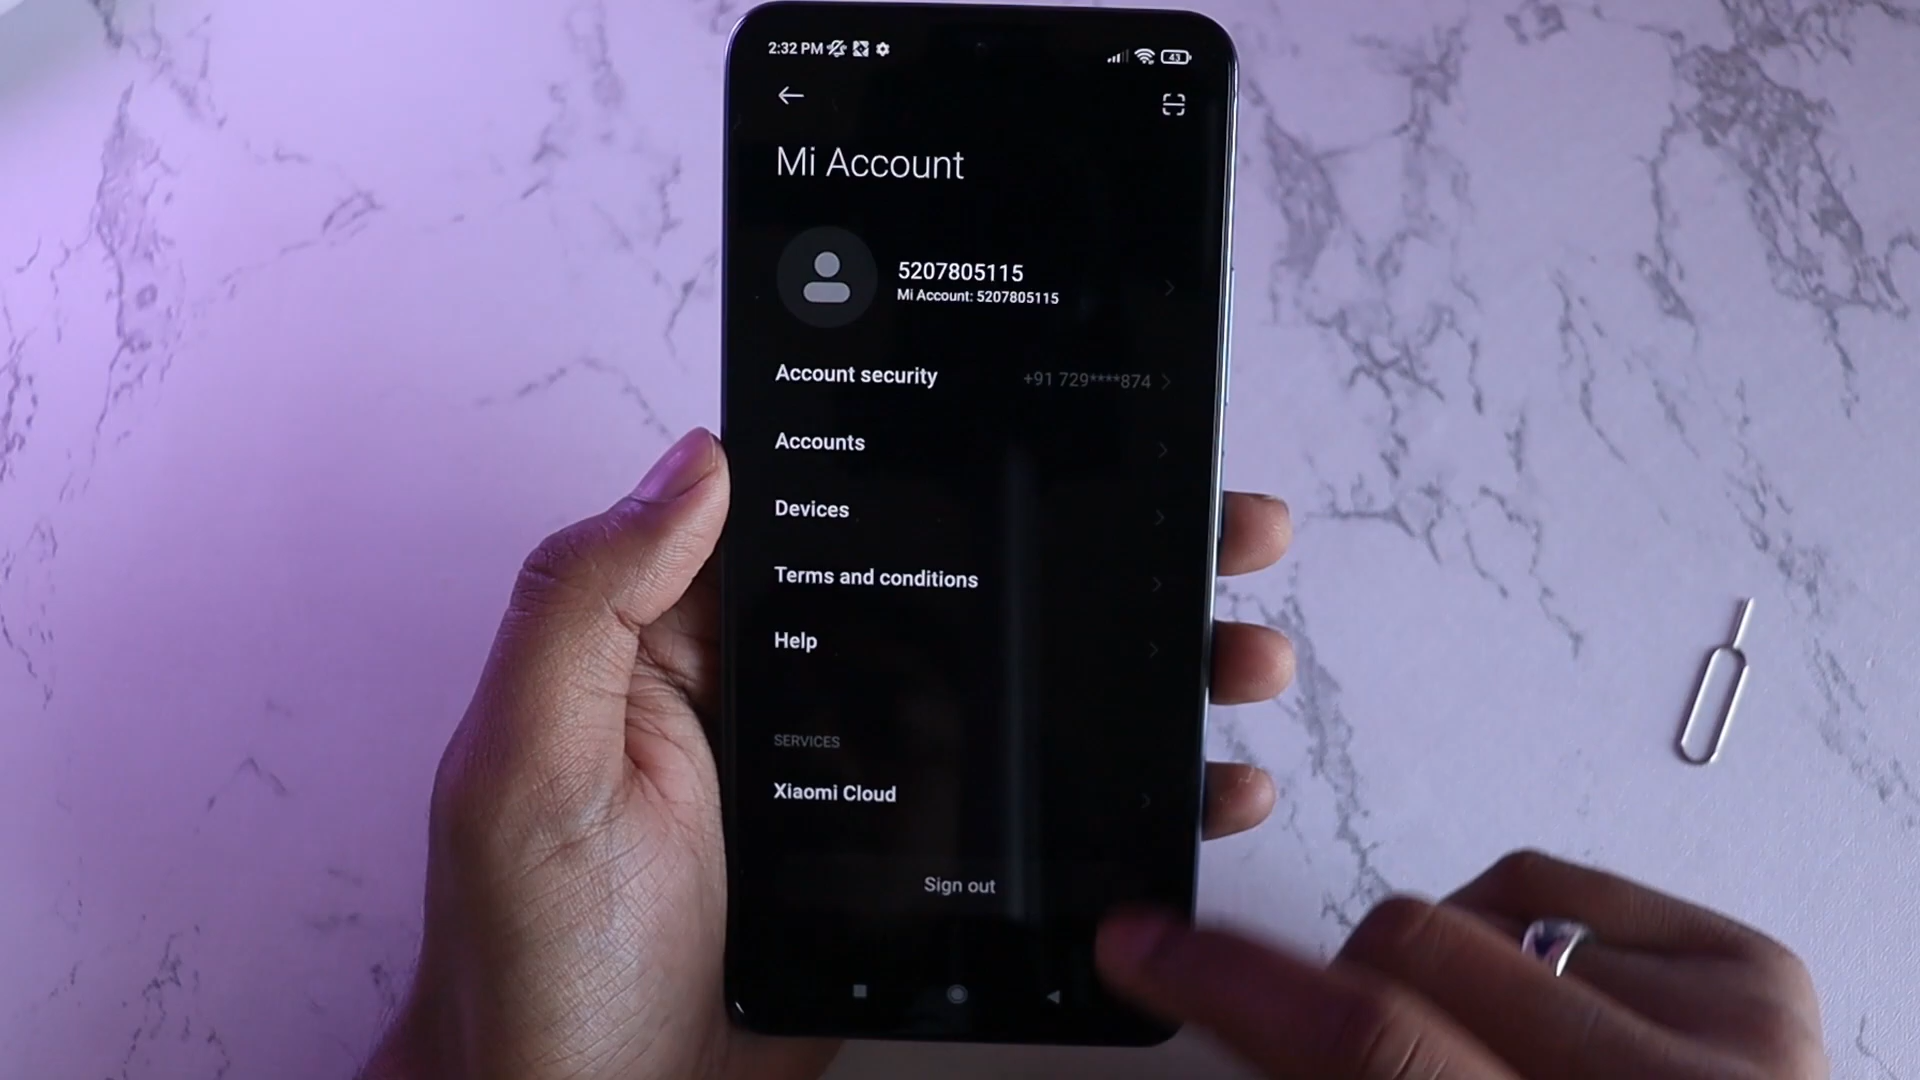 2:32 PM
43
Mi Account
5207805115
Mi Account: 5207805115
Account security
+91 729****874
Accounts
Devices
Terms and conditions
Help
SERVICES
Xiaomi Cloud
Sign out